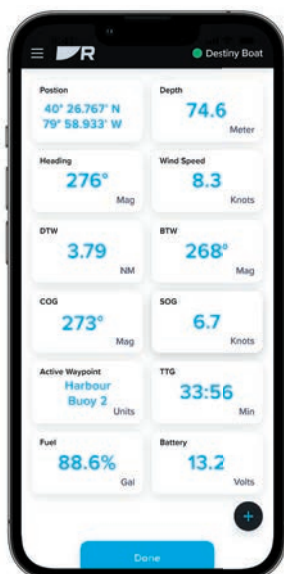 R
Destiny Boat
Postion
40° 26.767' N
79° 58.933' W
Depth
74.6
Meter
Heading
276°
Mag
Wind Speed
8.3
Knots
DTW
3.79
NM
BTW
268°
Mag
COG
273°
Mag
SOG
6.7
Knots
Active Waypoint
Harbour
Buoy 2
Units
TTG
33:56
Min
Fuel
88.6%
Gal
Battery
13.2
Volts
+
Done